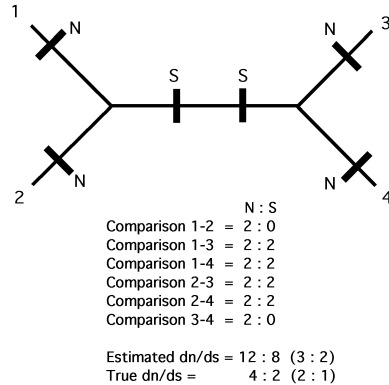 1
N
3
N
S
S
2
N
N
4
N : S
Comparison 1-2 = 2 : 0
Comparison 1-3 = 2 : 2
Comparison 1-4 = 2 : 2
Comparison 2-3 = 2 : 2
Comparison 2-4 = 2 : 2
Comparison 3-4 = 2 : 0
Estimated dn/ds = 12 : 8 (3 : 2)
True dn/ds = 4 : 2 (2 : 1)